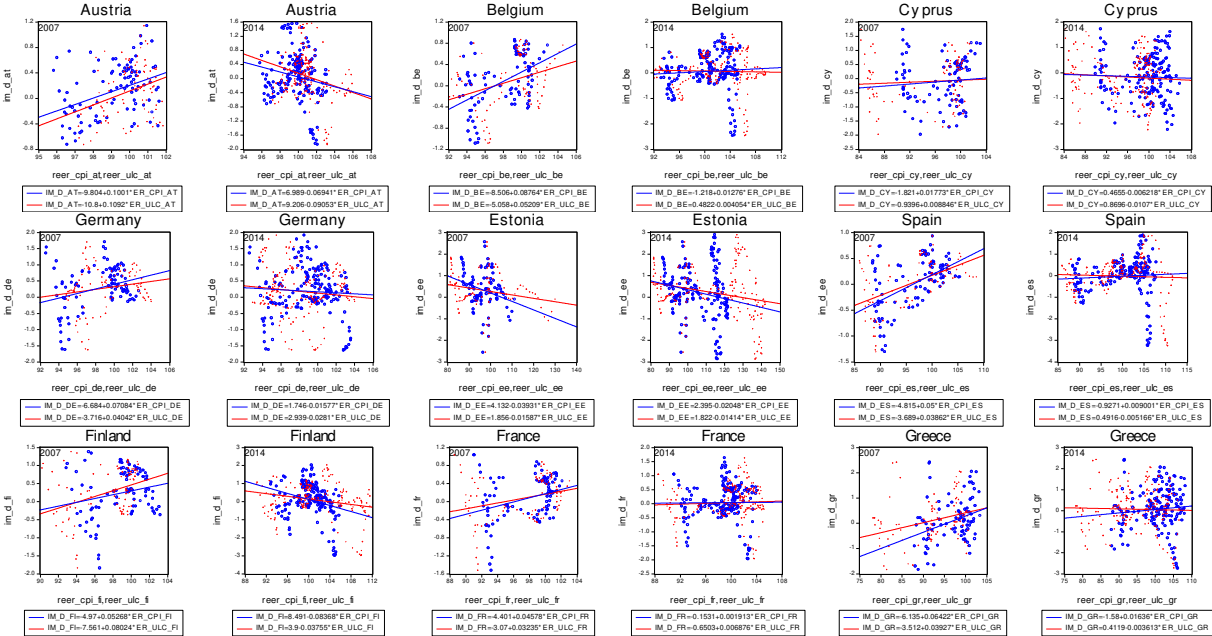 Austria Austria Belgium Belgium Cyprus Cyprus
2007 2014 2007 2014 2007 2014
im_d_at im_d_at im_d_be im_d_be im_d_cy im_d_cy
reer_cpi_at,reer_ulc_at reer_cpi_at,reer_ulc_at reer_cpi_be,reer_ulc_be reer_cpi_be,reer_ulc_be reer_cpi_cy,reer_ulc_cy reer_cpi_cy,reer_ulc_cy
IM_D_AT=-9.804+0.1001*ER_CPI_AT IM_D_AT=6.989-0.06941*ER_CPI_AT IM_D_BE=-8.506+0.08764*ER_CPI_BE IM_D_BE=-1.218+0.01276*ER_CPI_BE IM_D_CY=-1.821+0.01773*ER_CPI_CY IM_D_CY=0.4655-0.006218*ER_CPI_CY
IM_D_AT=-10.8+0.1092*ER_ULC_AT IM_D_AT=9.206-0.09053*ER_ULC_AT IM_D_BE=-5.058+0.05209*ER_ULC_BE IM_D_BE=0.4822-0.004054*ER_ULC_BE IM_D_CY=-0.9396+0.008846*ER_ULC_CY IM_D_CY=0.8696-0.0107*ER_ULC_CY
Germany Germany Estonia Estonia Spain Spain
2007 2014 2007 2014 2007 2014
im_d_de im_d_de im_d_ee im_d_ee im_d_es im_d_es
reer_cpi_de,reer_ulc_de reer_cpi_de,reer_ulc_de reer_cpi_ee,reer_ulc_ee reer_cpi_ee,reer_ulc_ee reer_cpi_es,reer_ulc_es reer_cpi_es,reer_ulc_es
IM_D_DE=-6.684+0.07084*ER_CPI_DE IM_D_DE=1.746-0.01577*ER_CPI_DE IM_D_EE=4.132-0.03931*ER_CPI_EE IM_D_EE=2.395-0.02048*ER_CPI_EE IM_D_ES=-4.815+0.05*ER_CPI_ES IM_D_ES=-0.9271+0.009001*ER_CPI_ES
IM_D_DE=-3.716+0.04042*ER_ULC_DE IM_D_DE=2.939-0.0281*ER_ULC_DE IM_D_EE=1.856-0.01587*ER_ULC_EE IM_D_EE=1.822-0.01414*ER_ULC_EE IM_D_ES=-3.689+0.03862*ER_ULC_ES IM_D_ES=0.4916-0.005166*ER_ULC_ES
Finland Finland France France Greece Greece
2007 2014 2007 2014 2007 2014
im_d_fi im_d_fi im_d_fr im_d_fr im_d_gr im_d_gr
reer_cpi_fi,reer_ulc_fi reer_cpi_fi,reer_ulc_fi reer_cpi_fr,reer_ulc_fr reer_cpi_fr,reer_ulc_fr reer_cpi_gr,reer_ulc_gr reer_cpi_gr,reer_ulc_gr
IM_D_FI=-4.97+0.05268*ER_CPI_FI IM_D_FI=8.491-0.08368*ER_CPI_FI IM_D_FR=-4.401+0.04578*ER_CPI_FR IM_D_FR=-0.1531+0.001913*ER_CPI_FR IM_D_GR=-6.135+0.06422*ER_CPI_GR IM_D_GR=-1.58+0.01636*ER_CPI_GR
IM_D_FI=-7.561+0.08024*ER_ULC_FI IM_D_FI=3.9-0.03755*ER_ULC_FI IM_D_FR=-3.07+0.03235*ER_ULC_FR IM_D_FR=-0.6503+0.006876*ER_ULC_FR IM_D_GR=-3.512+0.03927*ER_ULC_GR IM_D_GR=0.4119-0.003613*ER_ULC_GR